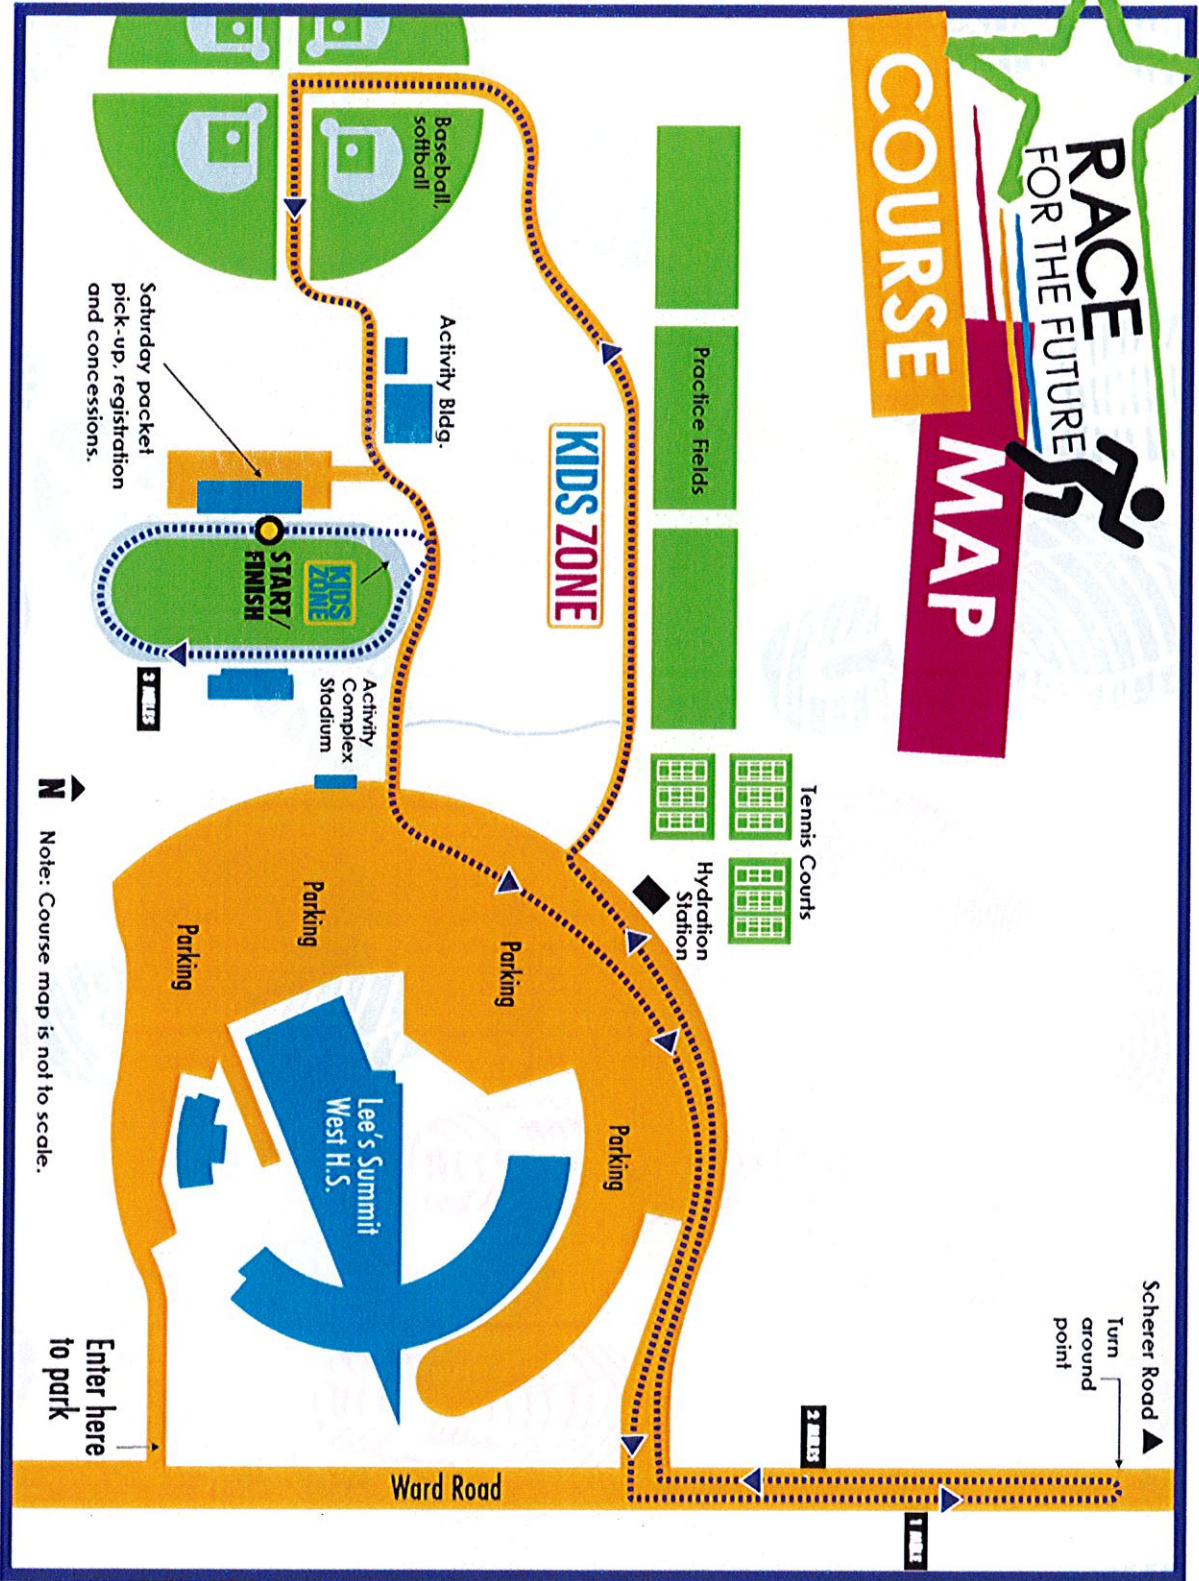 RACE
FOR THE FUTURE
COURSE
MAP
Baseball,
softball
Practice Fields
Tennis Courts
Hydration
Station
Scherer Road
Turn
around
point
Activity Bldg.
KIDS ZONE
Saturday packet
pick-up, registration
and concessions.
START/
FINISH
KIDS
ZONE
3 MILES
Activity
Complex
Stadium
Parking
Parking
Parking
Parking
Lee's Summit
West H.S.
2 MILES
1 MILE
Ward Road
Enter here
to park
N
Note: Course map is not to scale.